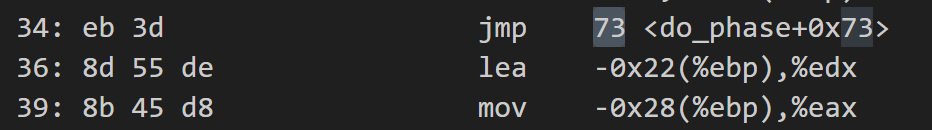 34: eb 3d jmp 73 <do_phase+0x73>
36: 8d 55 de lea -0x22(%ebp),%edx
39: 8b 45 d8 mov -0x28(%ebp),%eax